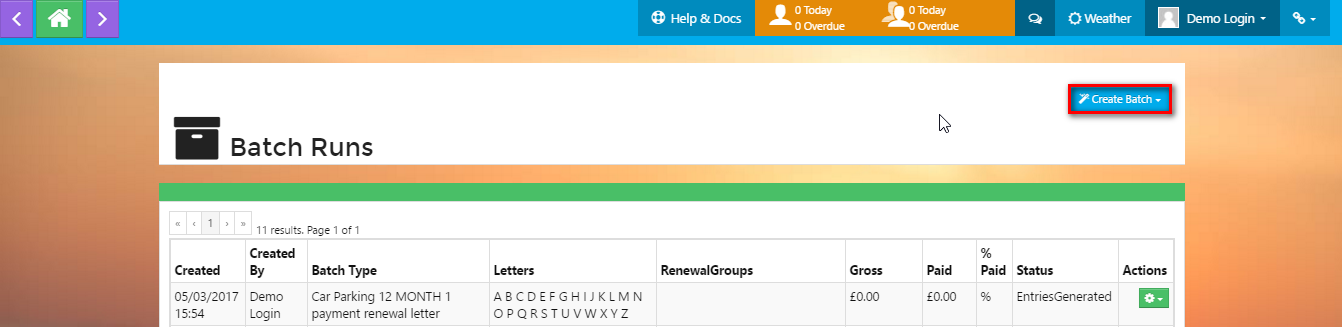 Help & Docs
0 Today
0 Overdue
0 Today
0 Overdue
Weather
Demo Login
Create Batch
Batch Runs
« ‹ 1 › »
11 results. Page 1 of 1
Created
Created By
Batch Type
Letters
RenewalGroups
Gross
Paid
% Paid
Status
Actions
05/03/2017 15:54
Demo Login
Car Parking 12 MONTH 1
payment renewal letter
A B C D E F G H I J K L M N
O P Q R S T U V W X Y Z
£0.00
£0.00
%
EntriesGenerated